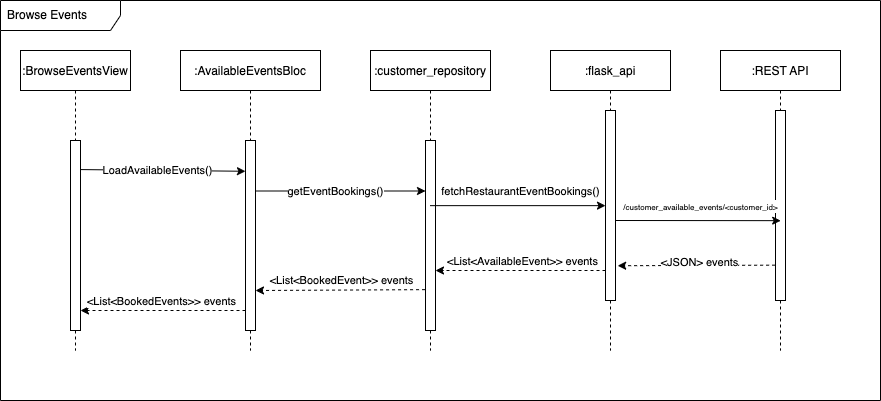 Browse Events
:BrowseEventsView
:AvailableEventsBloc
:customer_repository
:flask_api
:REST API
LoadAvailableEvents()
getEventBookings()
fetchRestaurantEventBookings()
/customer_available_events/<customer_id>
<List<AvailableEvent>> events
<JSON> events
<List<BookedEvent>> events
<List<BookedEvents>> events